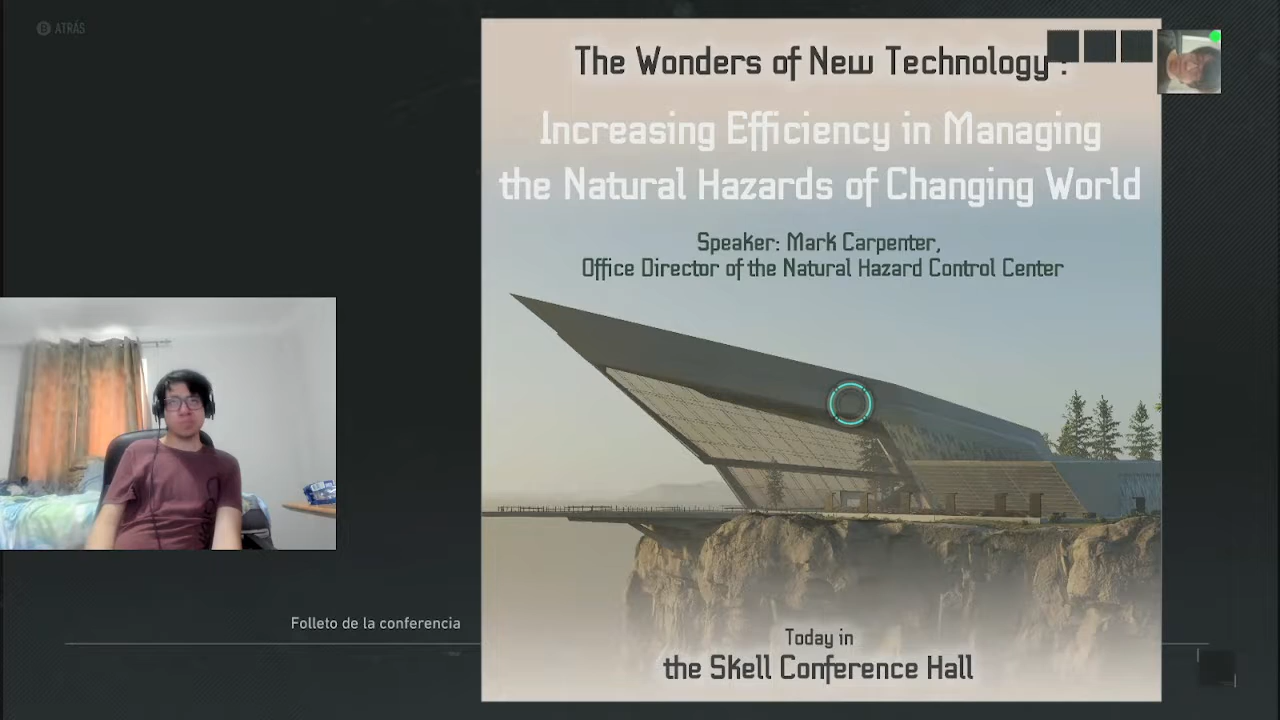 B ATRÁS
The Wonders of New Technology :
Increasing Efficiency in Managing
the Natural Hazards of Changing World
Speaker: Mark Carpenter,
Office Director of the Natural Hazard Control Center
Folleto de la conferencia
Today in
the Skell Conference Hall